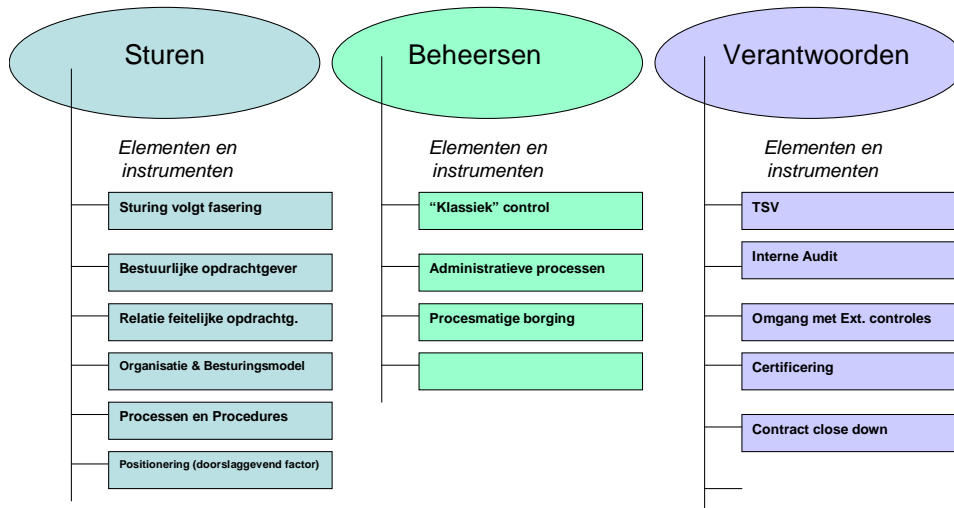 Sturen
Elementen en
instrumenten
Sturing volgt fasering
Bestuurlijke opdrachtgever
Relatie feitelijke opdrachtg.
Organisatie & Besturingsmodel
Processen en Procedures
Positionering (doorslaggevend factor)
Beheersen
Elementen en
instrumenten
“Klassiek” control
Administratieve processen
Procesmatige borging
Verantwoorden
Elementen en
instrumenten
TSV
Interne Audit
Omgang met Ext. controles
Certificering
Contract close down